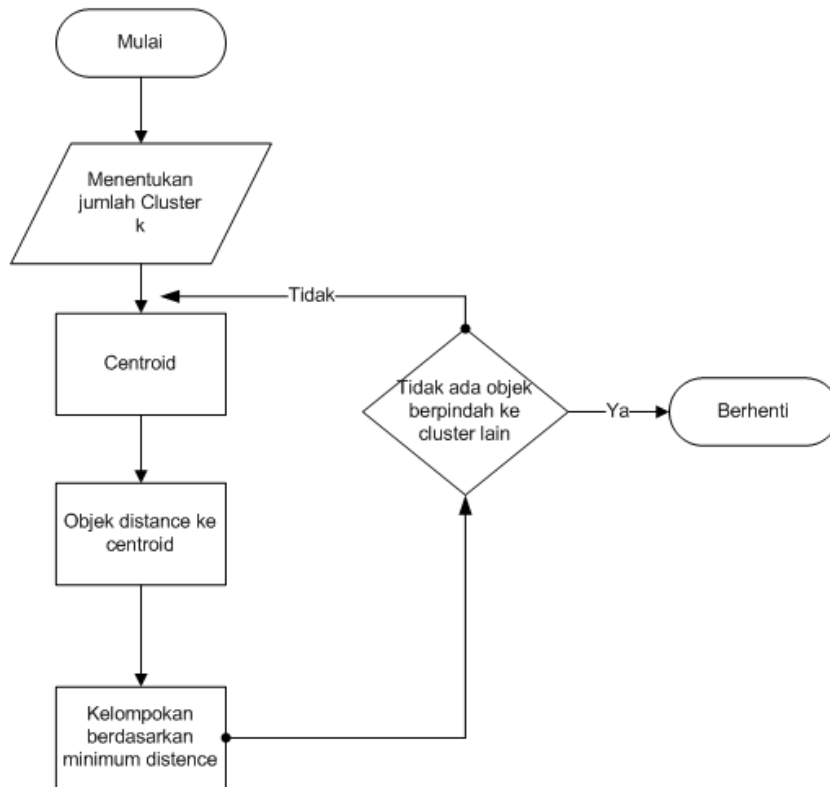 Mulai
Menentukan
jumlah Cluster
k
Tidak
Centroid
Tidak ada objek
berpindah ke
cluster lain
Ya
Berhenti
Objek distance ke
centroid
Kelompokan
berdasarkan
minimum distence